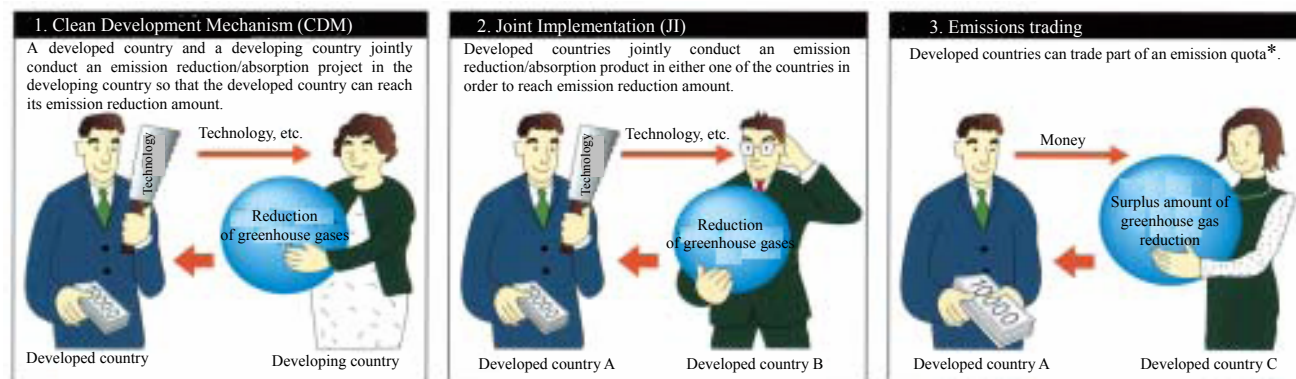 1. Clean Development Mechanism (CDM)
A developed country and a developing country jointly
conduct an emission reduction/absorption project in the
developing country so that the developed country can reach
its emission reduction amount.
Technology, etc.
Technology
Reduction
of greenhouse gases
Developed country
Developing country
2. Joint Implementation (JI)
Developed countries jointly conduct an emission
reduction/absorption product in either one of the countries in
order to reach emission reduction amount.
Technology, etc.
Technology
Reduction
of greenhouse gases
Developed country A
Developed country B
3. Emissions trading
Developed countries can trade part of an emission quota*.
Money
Surplus amount of
greenhouse gas
reduction
10000
Developed country A
Developed country C